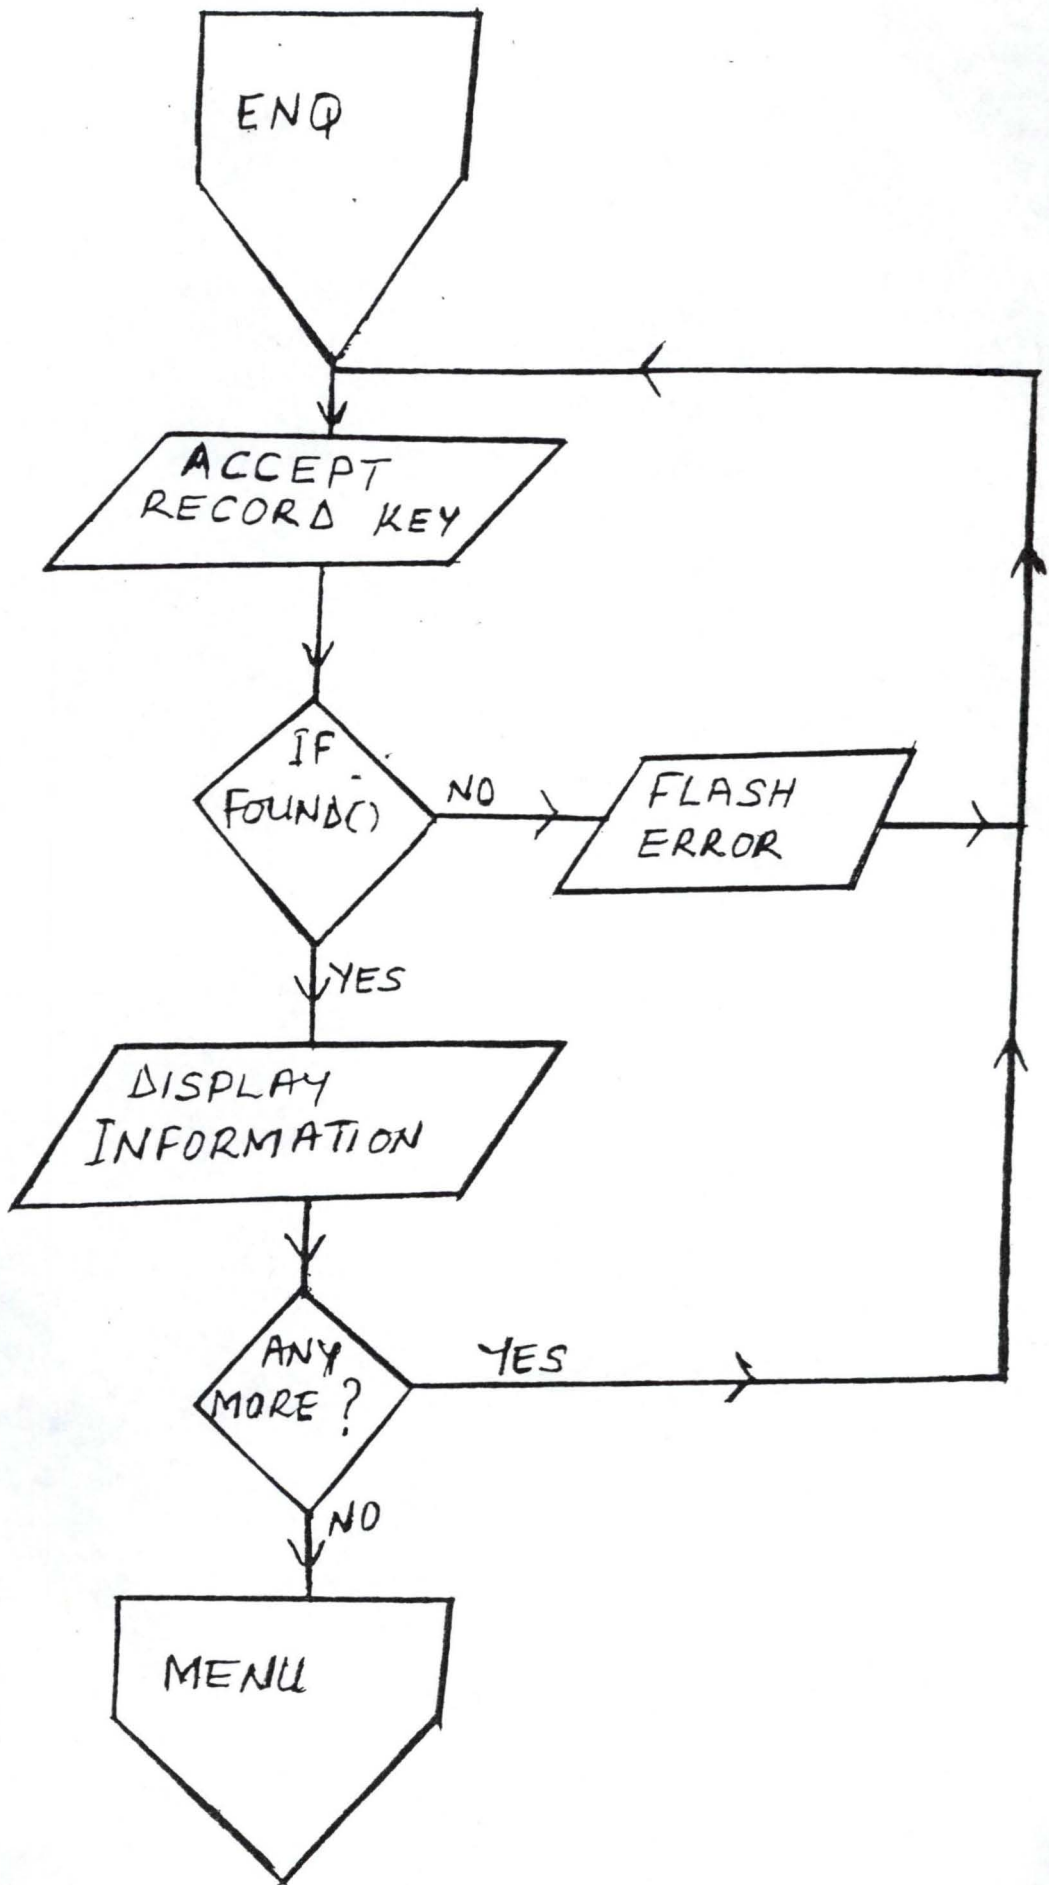 ENQ
ACCEPT
RECORD KEY
IF
FOUND()
NO
FLASH
ERROR
YES
DISPLAY
INFORMATION
ANY
MORE?
YES
NO
MENU